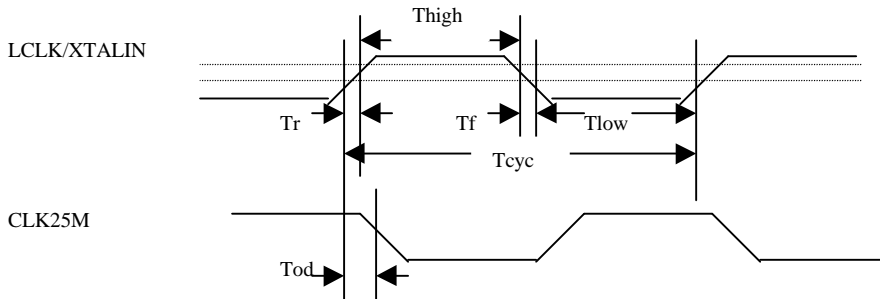 Thigh
LCLK/XTALIN
Tr
Tf
Tlow
Tcyc
CLK25M
Tod